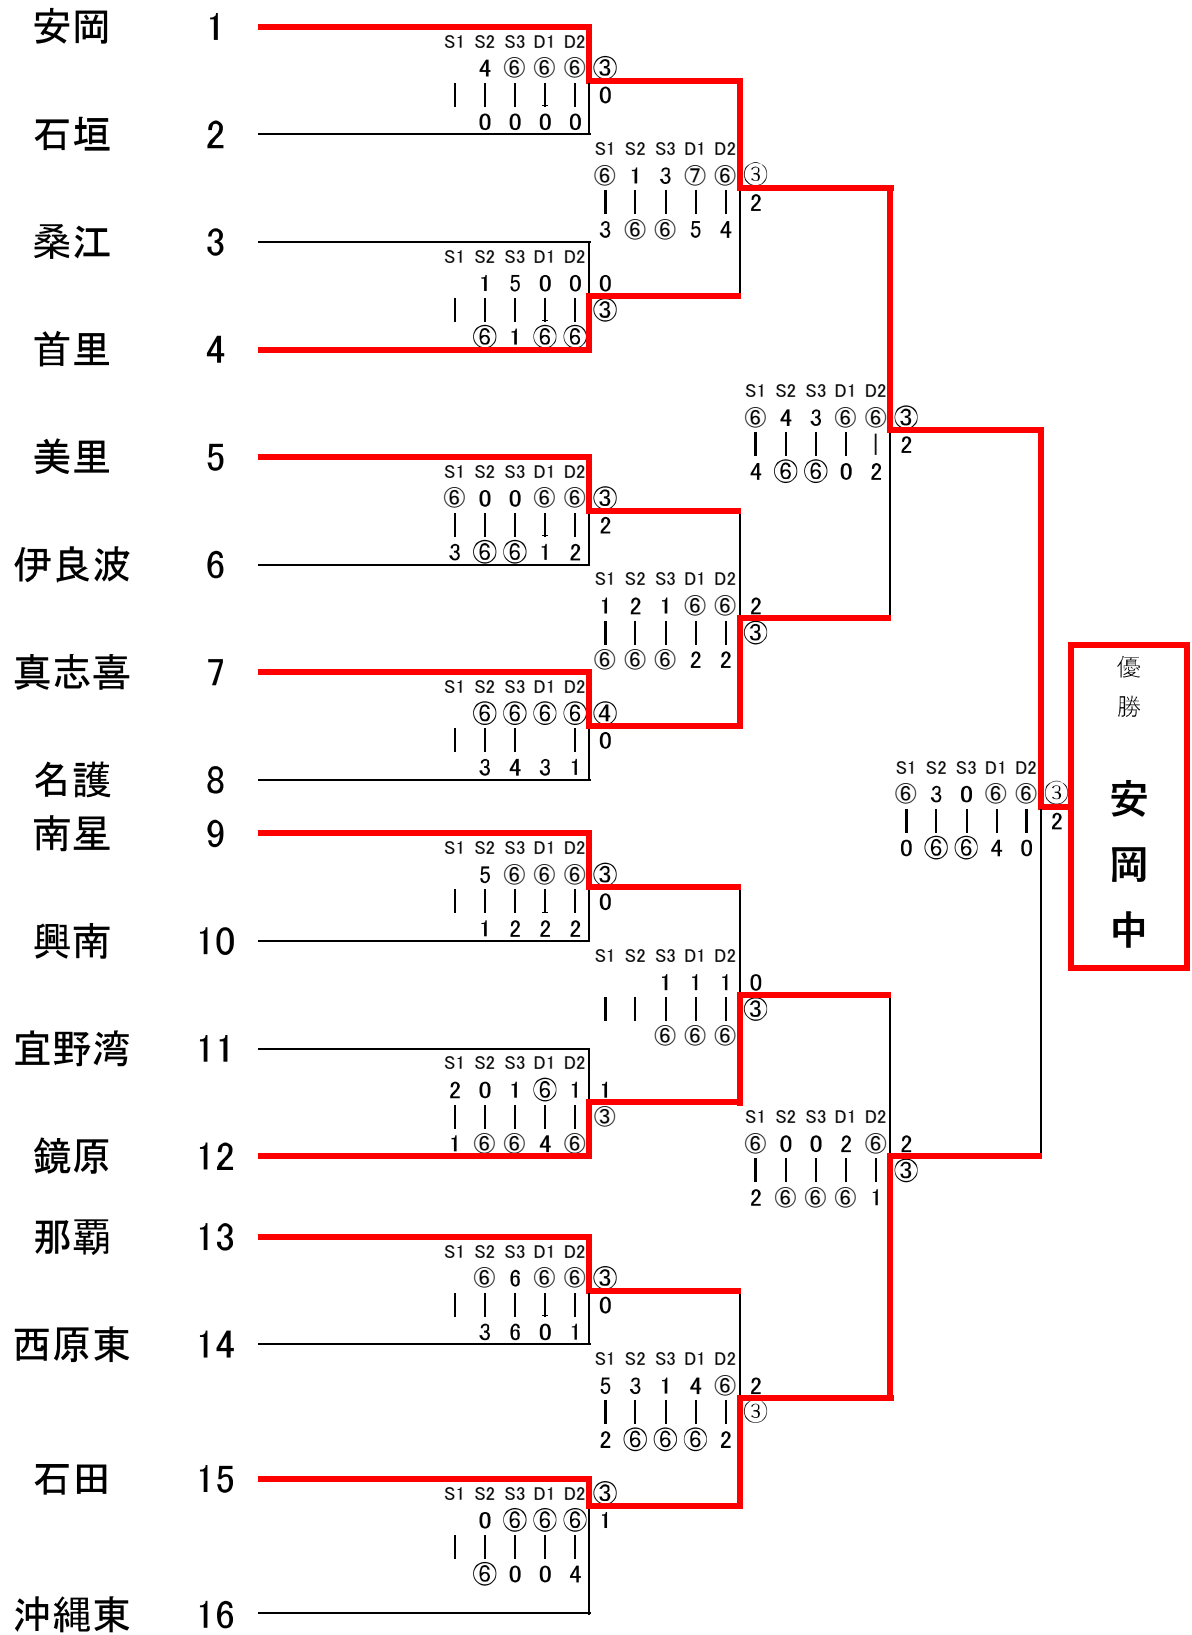 安岡 1
S1 S2 S3 D1 D2
4 ⑥ ⑥ ⑥ ③
0
0 0 0 0
石垣 2
S1 S2 S3 D1 D2
⑥ 1 3 ⑦ ⑥ ③
2
3 ⑥ ⑥ 5 4
桑江 3
S1 S2 S3 D1 D2
1 5 0 0 0
③
⑥ 1 ⑥ ⑥
首里 4
S1 S2 S3 D1 D2
⑥ 4 3 ⑥ ⑥ ③
2
4 ⑥ ⑥ 0 2
美里 5
S1 S2 S3 D1 D2
⑥ 0 0 ⑥ ⑥ ③
2
3 ⑥ ⑥ 1 2
伊良波 6
S1 S2 S3 D1 D2
1 2 1 ⑥ ⑥ 2
③
⑥ ⑥ ⑥ 2 2
真志喜 7
S1 S2 S3 D1 D2
⑥ ⑥ ⑥ ⑥ ④
0
3 4 3 1
名護 8
優
勝
安
岡
中
S1 S2 S3 D1 D2
⑥ 3 0 ⑥ ⑥ ③
2
0 ⑥ ⑥ 4 0
南星 9
S1 S2 S3 D1 D2
5 ⑥ ⑥ ⑥ ③
0
1 2 2 2
興南 10
S1 S2 S3 D1 D2
1 1 1 0
③
⑥ ⑥ ⑥
宜野湾 11
S1 S2 S3 D1 D2
2 0 1 ⑥ 1 1
③
1 ⑥ ⑥ 4 ⑥
鏡原 12
S1 S2 S3 D1 D2
⑥ 0 0 2 ⑥ 2
③
2 ⑥ ⑥ ⑥ 1
那覇 13
S1 S2 S3 D1 D2
⑥ 6 ⑥ ⑥ ③
0
3 6 0 1
西原東 14
S1 S2 S3 D1 D2
5 3 1 4 ⑥ 2
③
2 ⑥ ⑥ ⑥ 2
石田 15
S1 S2 S3 D1 D2 ③
0 ⑥ ⑥ ⑥ 1
⑥ 0 0 4
沖縄東 16